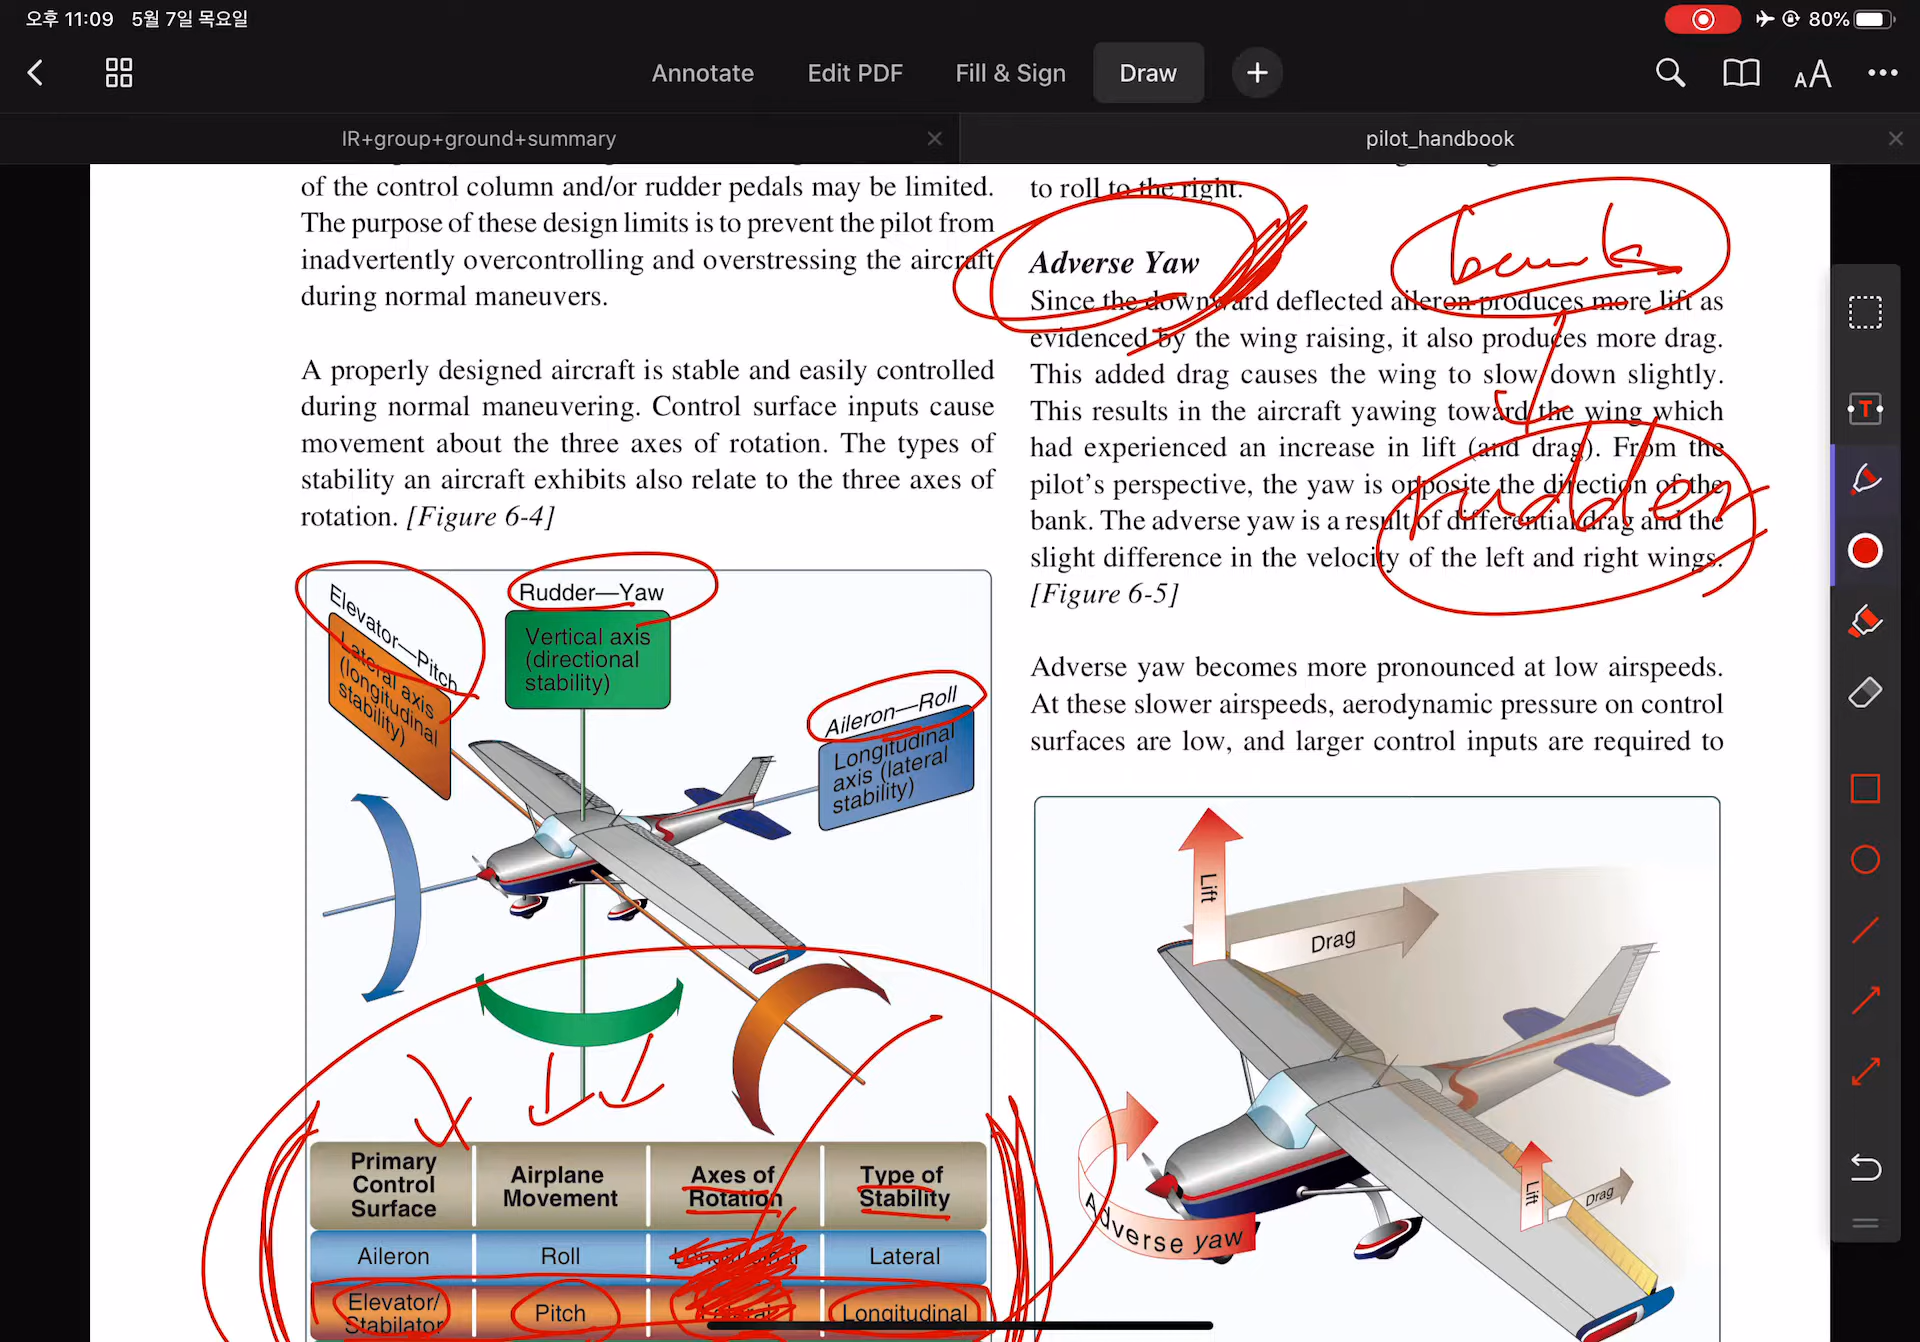 오후 11:09 5월 7일 목요일
80%
Annotate Edit PDF Fill & Sign Draw
AA
IR+group+ground+summary
pilot_handbook
of the control column and/or rudder pedals may be limited.
The purpose of these design limits is to prevent the pilot from
inadvertently overcontrolling and overstressing the aircraft
during normal maneuvers.
A properly designed aircraft is stable and easily controlled
during normal maneuvering. Control surface inputs cause
movement about the three axes of rotation. The types of
stability an aircraft exhibits also relate to the three axes of
rotation. [Figure 6-4]
Elevator—Pitch
Lateral axis
(longitudinal
stability)
Rudder—Yaw
Vertical axis
(directional
stability)
Aileron—Roll
Longitudinal
axis (lateral
stability)
Primary
Control
Surface
Airplane
Movement
Axes of
Rotation
Type of
Stability
Aileron Roll Lateral
Elevator/
Stabilator
Pitch
Longitudinal
to roll to the right.
bank
Adverse Yaw
Since the downward deflected aileron produces more lift as
evidenced by the wing raising, it also produces more drag.
This added drag causes the wing to slow down slightly.
This results in the aircraft yawing toward the wing which
had experienced an increase in lift (and drag). From the
pilot's perspective, the yaw is opposite the direction of the
bank. The adverse yaw is a result of differential drag and the
slight difference in the velocity of the left and right wings.
[Figure 6-5]
rudder
Adverse yaw becomes more pronounced at low airspeeds.
At these slower airspeeds, aerodynamic pressure on control
surfaces are low, and larger control inputs are required to
Lift
Drag
Lift
Drag
Adverse yaw
T